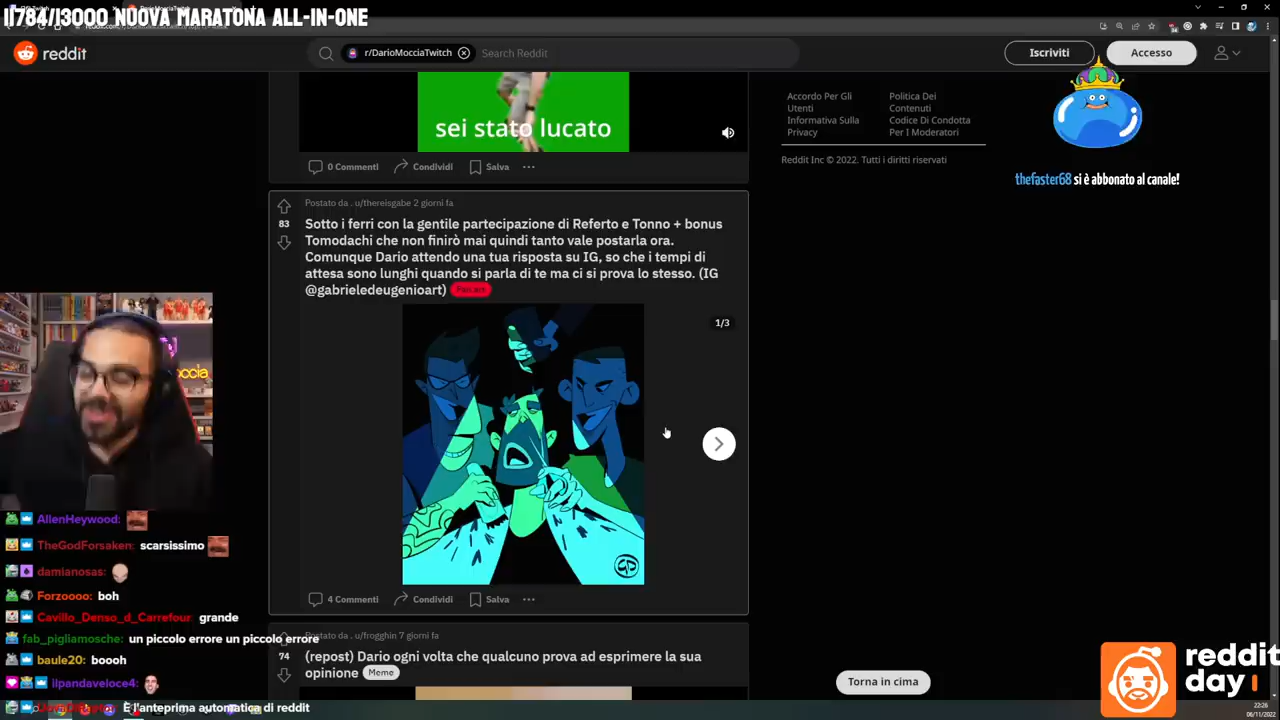 11784/13000 NUOVA MARATONA ALL-IN-ONE
reddit
r/DarioMocciaTwitch
Search Reddit
Iscriviti
Accesso
sei stato lucato
0 Commenti
Condividi
Salva
Accordo Per Gli
Utenti
Informativa Sulla
Privacy
Politica Dei
Contenuti
Codice Di Condotta
Per I Moderatori
Reddit Inc © 2022. Tutti i diritti riservati
thefaster68 si è abbonato al canale!
Postato da . u/thereisgabe 2 giorni fa
83
Sotto i ferri con la gentile partecipazione di Referto e Tonno + bonus
Tomodachi che non finirò mai quindi tanto vale postarla ora.
Comunque Dario attendo una tua risposta su IG, so che i tempi di
attesa sono lunghi quando si parla di te ma ci si prova lo stesso. (IG
@gabrieledeugenioart)
1/3
4 Commenti
Condividi
Salva
Postato da . u/frogghin 7 giorni fa
74
(repost) Dario ogni volta che qualcuno prova ad esprimere la sua
opinione Meme
AllenHeywood:
TheGodForsaken: scarsissimo
damianosas:
Forzoooo: boh
Cavillo_Denso_d_Carrefour: grande
fab_pigliamosche: un piccolo errore un piccolo errore
baule20: boooh
ilpandaveloce4:
È l'anteprima automatica di reddit
Torna in cima
reddit
day
22:26
06/11/2022